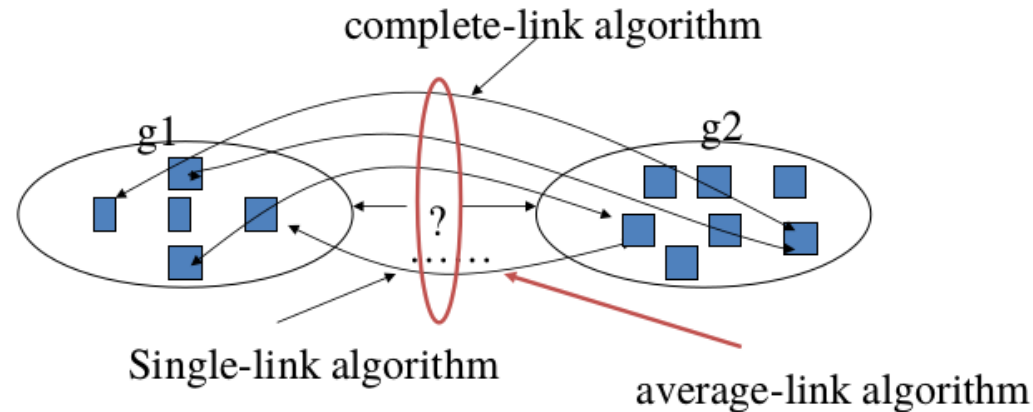 complete-link algorithm
g1
g2
?
......
Single-link algorithm
average-link algorithm